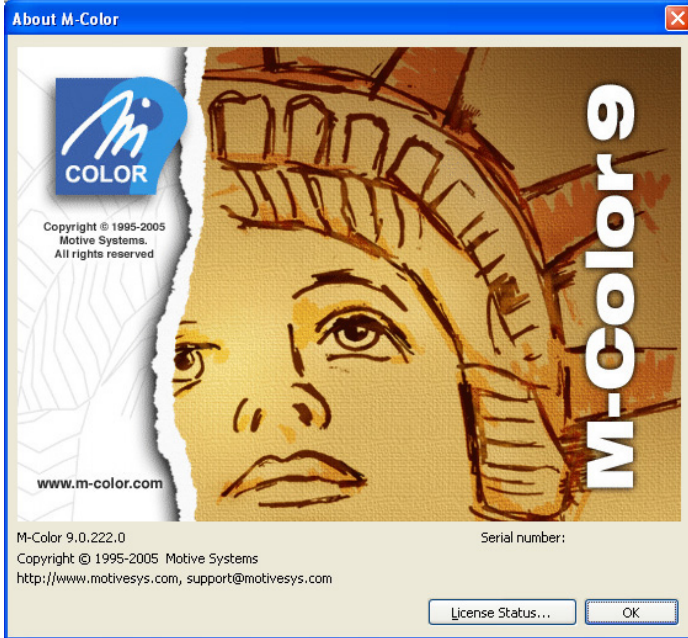 About M-Color
M
COLOR
Copyright © 1995-2005
Motive Systems.
All rights reserved
M-Color 9
www.m-color.com
M-Color 9.0.222.0
Serial number:
Copyright © 1995-2005 Motive Systems
http://www.motivesys.com, support@motivesys.com
License Status...
OK